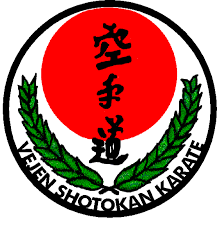 空手道
VEJEN SHOTOKAN KARATE